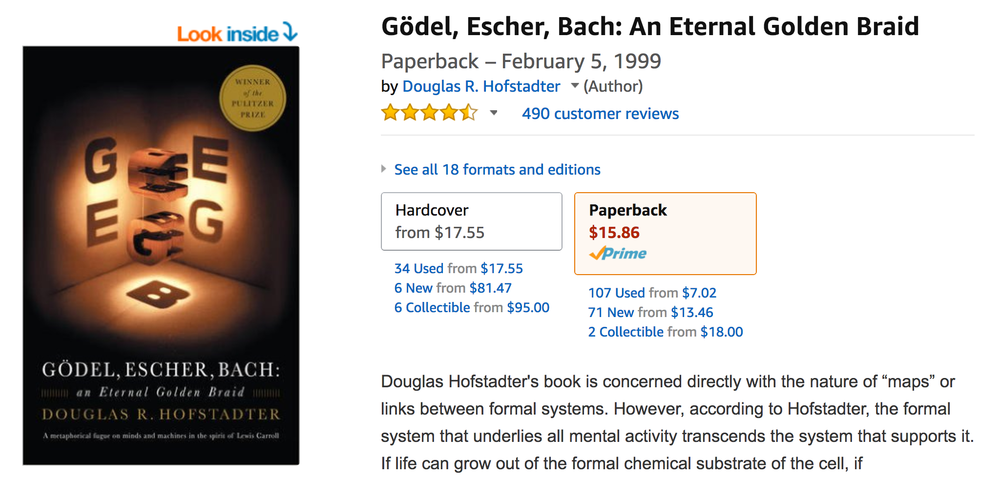 Look inside
WINNER
of the
PULITZER
PRIZE
G E
E G
B
GÖDEL, ESCHER, BACH:
an Eternal Golden Braid
DOUGLAS R. HOFSTADTER
A metaphorical fugue on minds and machines in the spirit of Lewis Carroll
Gödel, Escher, Bach: An Eternal Golden Braid
Paperback – February 5, 1999
by Douglas R. Hofstadter (Author)
490 customer reviews
See all 18 formats and editions
Hardcover
from $17.55
34 Used from $17.55
6 New from $81.47
6 Collectible from $95.00
Paperback
$15.86
Prime
107 Used from $7.02
71 New from $13.46
2 Collectible from $18.00
Douglas Hofstadter's book is concerned directly with the nature of “maps” or
links between formal systems. However, according to Hofstadter, the formal
system that underlies all mental activity transcends the system that supports it.
If life can grow out of the formal chemical substrate of the cell, if